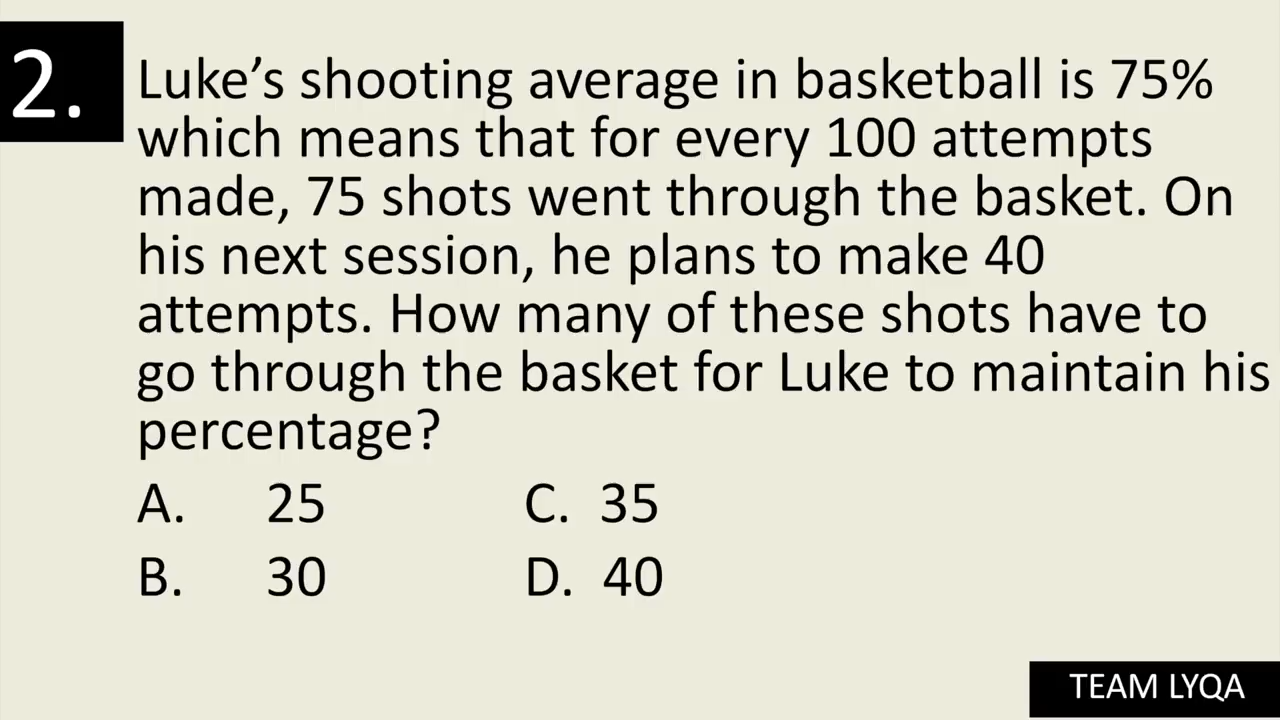 2.
Luke’s shooting average in basketball is 75%
which means that for every 100 attempts
made, 75 shots went through the basket. On
his next session, he plans to make 40
attempts. How many of these shots have to
go through the basket for Luke to maintain his
percentage?
A. 25 C. 35
B. 30 D. 40
TEAM LYQA